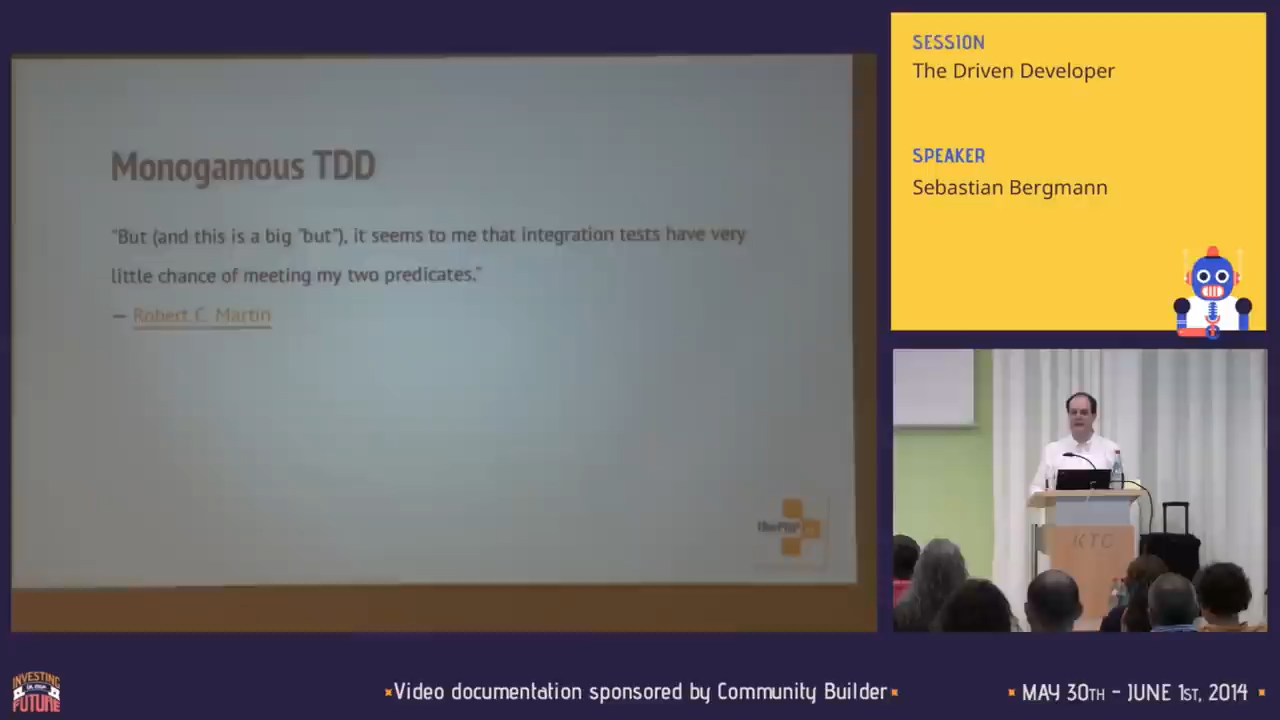 Monogamous TDD
"But (and this is a big "but"), it seems to me that integration tests have very
little chance of meeting my two predicates."
— Robert C. Martin
thePHP.cc
SESSION
The Driven Developer
SPEAKER
Sebastian Bergmann
KTC
INVESTING
FUTURE
Video documentation sponsored by Community Builder
MAY 30TH - JUNE 1ST, 2014